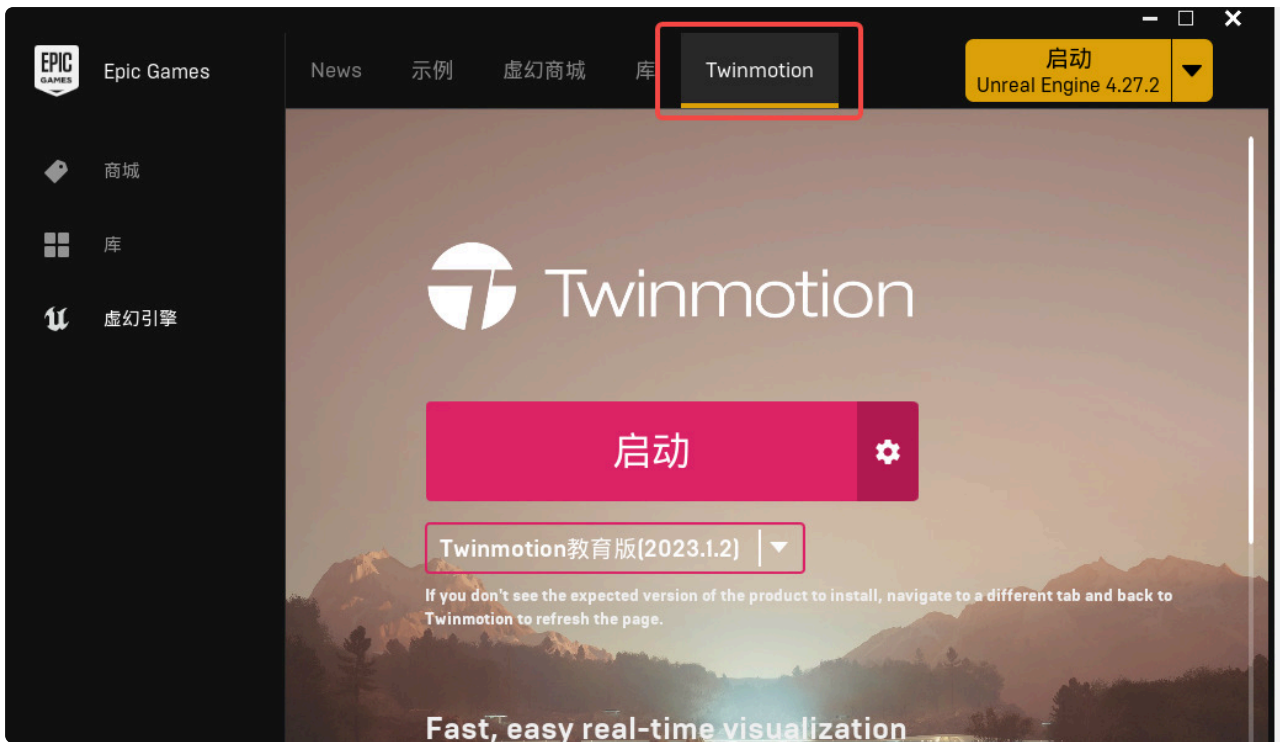 EPIC
GAMES
Epic Games
News
示例
虚幻商城
库
Twinmotion
启动
Unreal Engine 4.27.2
商城
库
虚幻引擎
Twinmotion
启动
Twinmotion教育版(2023.1.2)
If you don't see the expected version of the product to install, navigate to a different tab and back to
Twinmotion to refresh the page.
Fast, easy real-time visualization